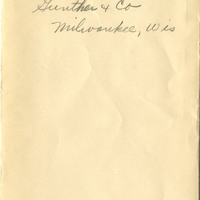 Gunther & Co
Milwaukee, Wis